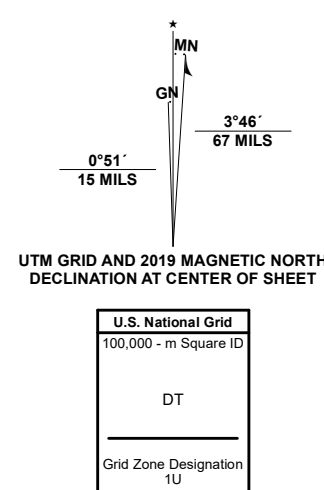 MN
GN
3°46´
67 MILS
0°51´
15 MILS
UTM GRID AND 2019 MAGNETIC NORTH
DECLINATION AT CENTER OF SHEET
U.S. National Grid
100,000 - m Square ID
DT
Grid Zone Designation
1U